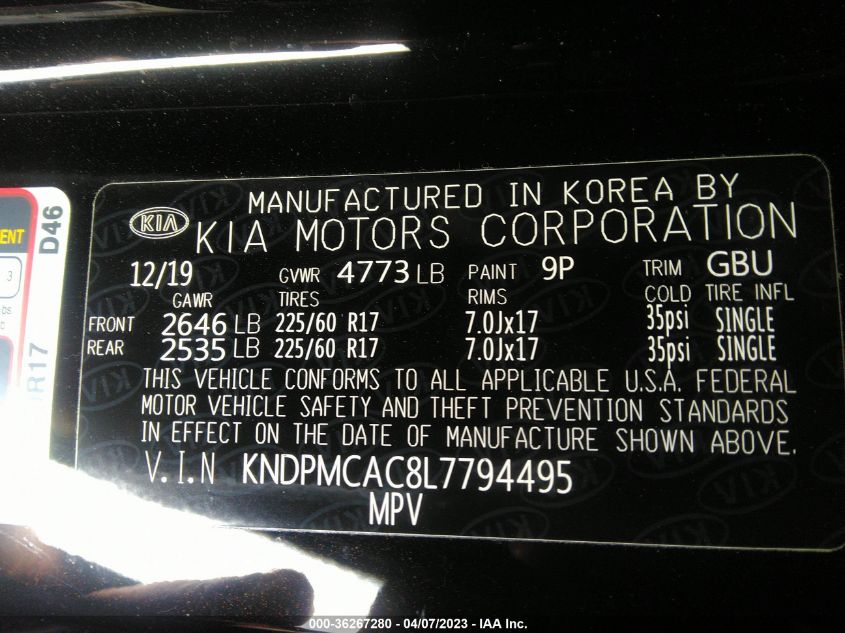 MANUFACTURED IN KOREA BY
KIA KIA MOTORS CORPORATION
12/19 GVWR 4773 LB PAINT 9P TRIM GBU
GAWR TIRES RIMS COLD TIRE INFL
FRONT 2646 LB 225/60 R17 7.0Jx17 35psi SINGLE
REAR 2535 LB 225/60 R17 7.0Jx17 35psi SINGLE
THIS VEHICLE CONFORMS TO ALL APPLICABLE U.S.A. FEDERAL
MOTOR VEHICLE SAFETY AND THEFT PREVENTION STANDARDS
IN EFFECT ON THE DATE OF MANUFACTURE SHOWN ABOVE.
V.I.N KNDPMCAC8L7794495
MPV
D46
ENT
3
R17
000-36267280 - 04/07/2023 - IAA Inc.